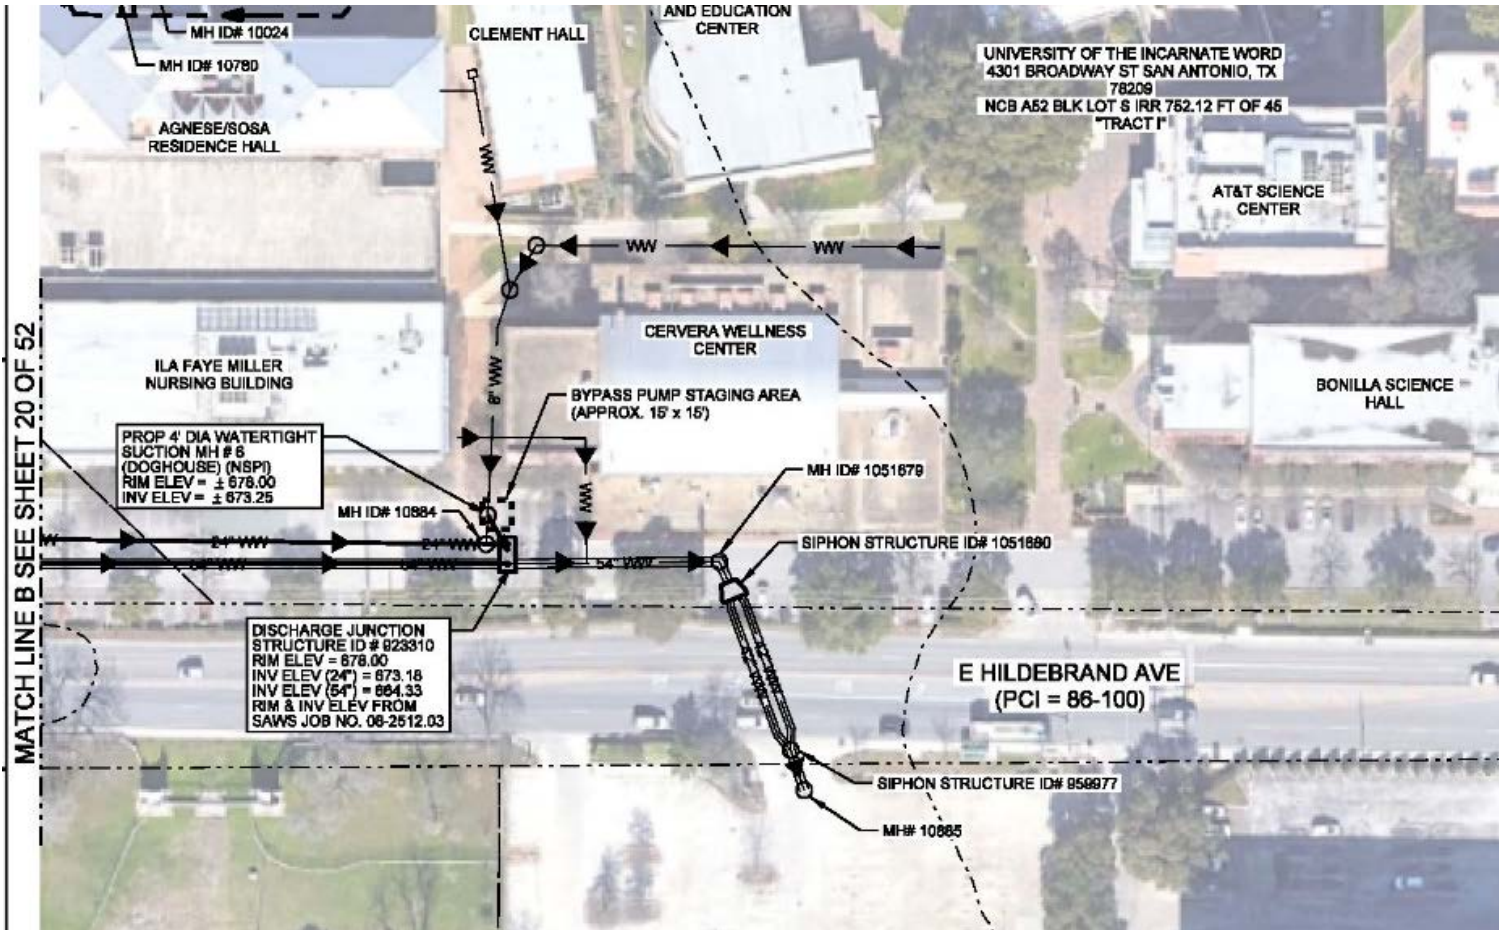 MH ID# 10024
MH ID# 10780
AGNESE/SOSA
RESIDENCE HALL
CLEMENT HALL
AND EDUCATION
CENTER
UNIVERSITY OF THE INCARNATE WORD
4301 BROADWAY ST SAN ANTONIO, TX
78209
NCB A52 BLK LOT S IRR 752.12 FT OF 45
"TRACT I"
AT&T SCIENCE
CENTER
WW
WW
WW
CERVERA WELLNESS
CENTER
ILA FAYE MILLER
NURSING BUILDING
8" WW
BONILLA SCIENCE
HALL
BYPASS PUMP STAGING AREA
(APPROX. 15' x 15')
MATCH LINE B SEE SHEET 20 OF 52
PROP 4' DIA WATERTIGHT
SUCTION MH # 6
(DOGHOUSE) (NSPI)
RIM ELEV = ± 678.00
INV ELEV = ± 673.25
MH ID# 10884
WW
MH ID# 1051679
SIPHON STRUCTURE ID# 1051680
W
24" WW
24" WW
54" WW
54" WW
54" WW
DISCHARGE JUNCTION
STRUCTURE ID # 923310
RIM ELEV = 678.00
INV ELEV (24") = 673.18
INV ELEV (54") = 664.33
RIM & INV ELEV FROM
SAWS JOB NO. 08-2512.03
E HILDEBRAND AVE
(PCI = 86-100)
SIPHON STRUCTURE ID# 959977
MH# 10885